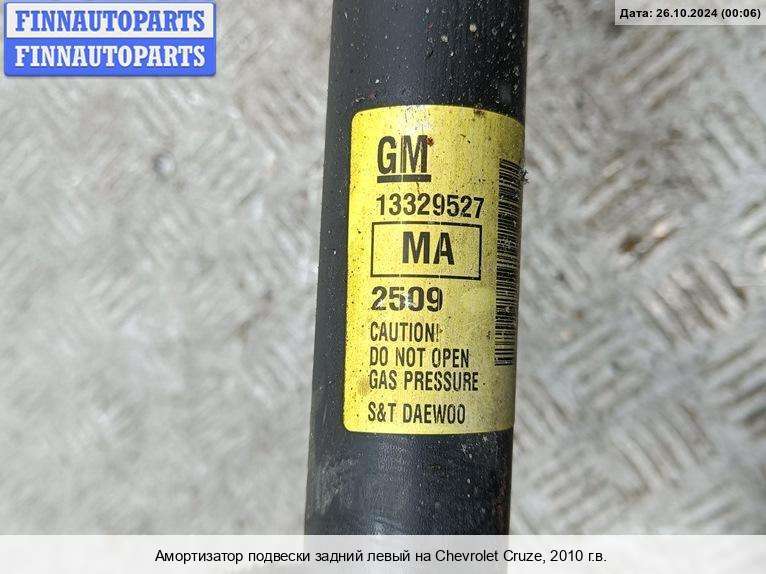 FINNAUTOPARTS
FINNAUTOPARTS
Дата: 26.10.2024 (00:06)
GM
13329527
MA
2509
CAUTION!
DO NOT OPEN
GAS PRESSURE
S&T DAEWOO
Амортизатор подвески задний левый на Chevrolet Cruze, 2010 г.в.